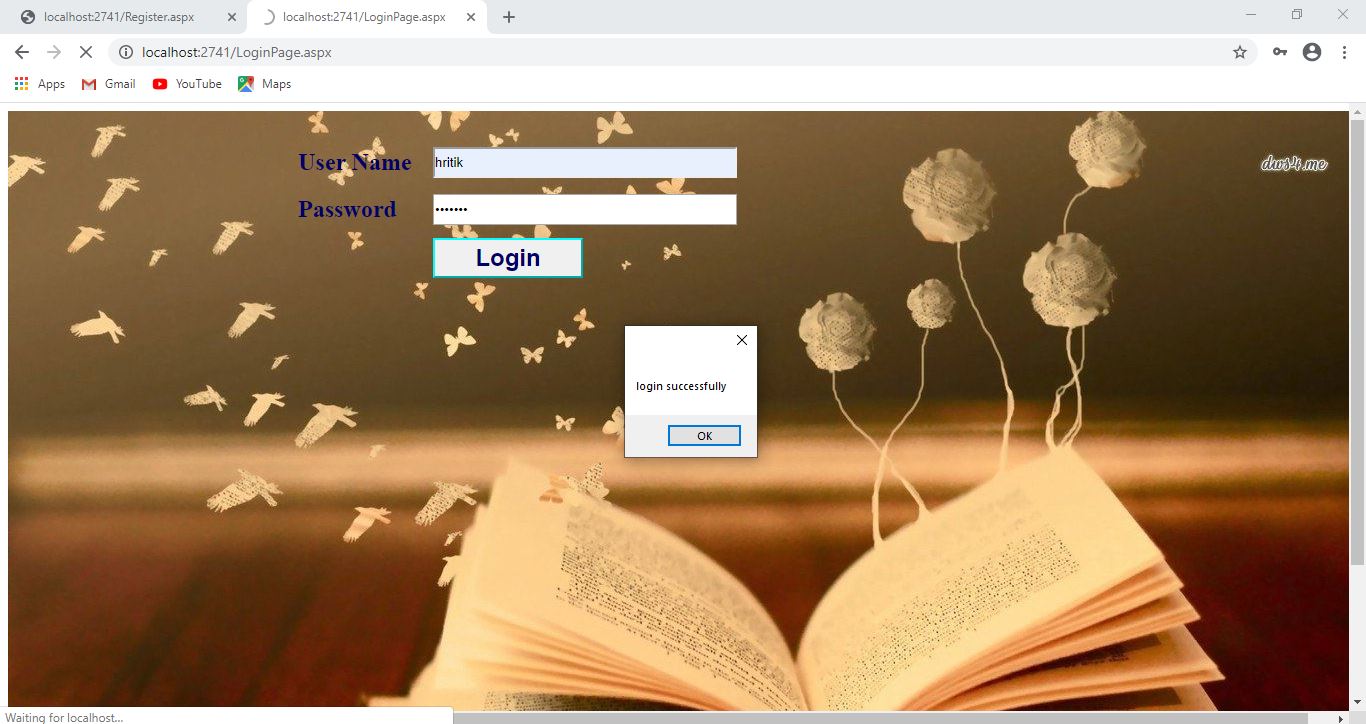 localhost:2741/Register.aspx
localhost:2741/LoginPage.aspx
localhost:2741/LoginPage.aspx
Apps
Gmail
YouTube
Maps
User Name
hritik
dws4.me
Password
•••••••
Login
login successfully
OK
Waiting for localhost...